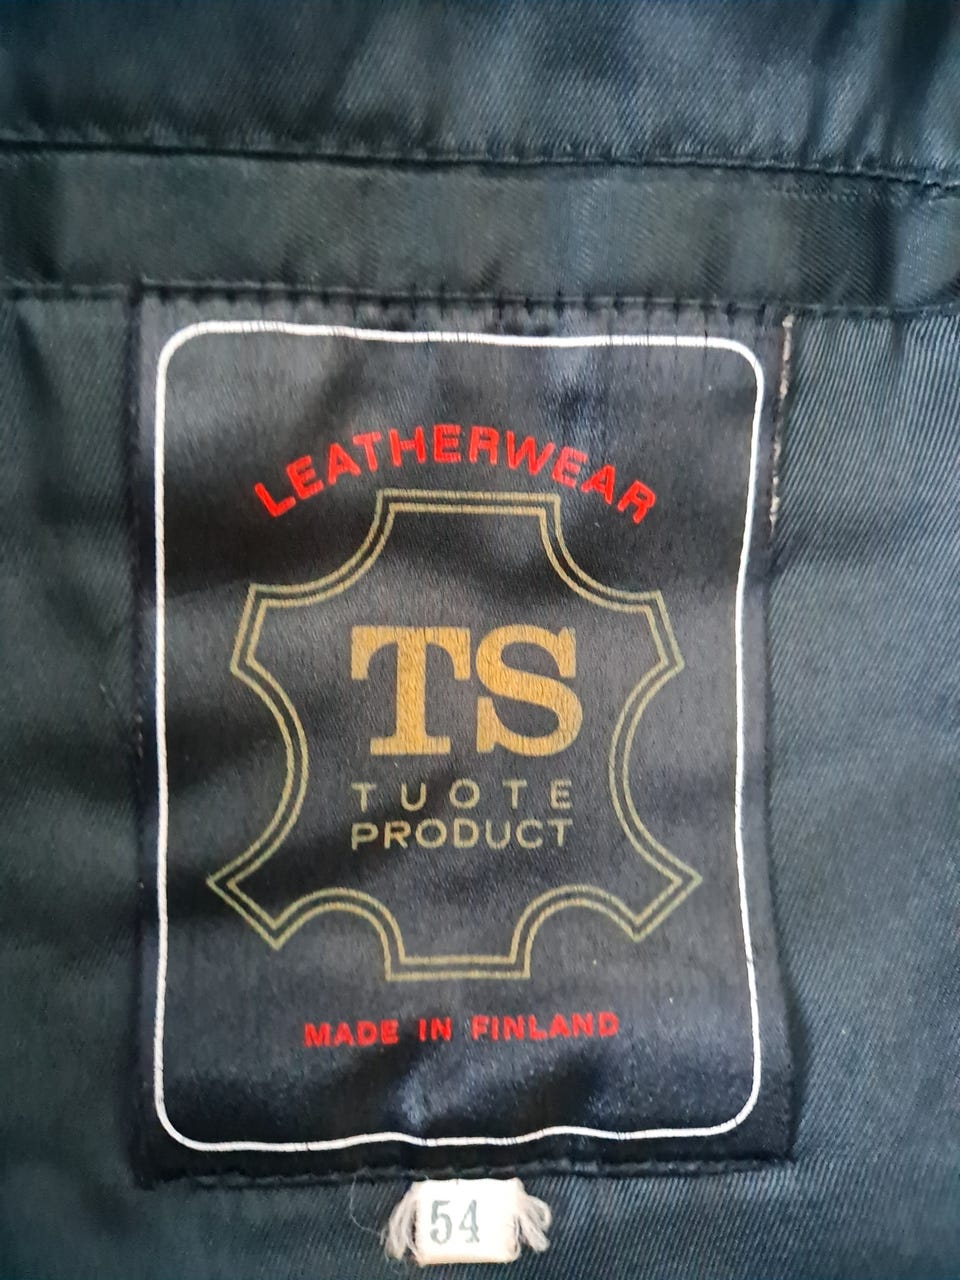 LEATHERWEAR
TS
TUOTE
PRODUCT
MADE IN FINLAND
54